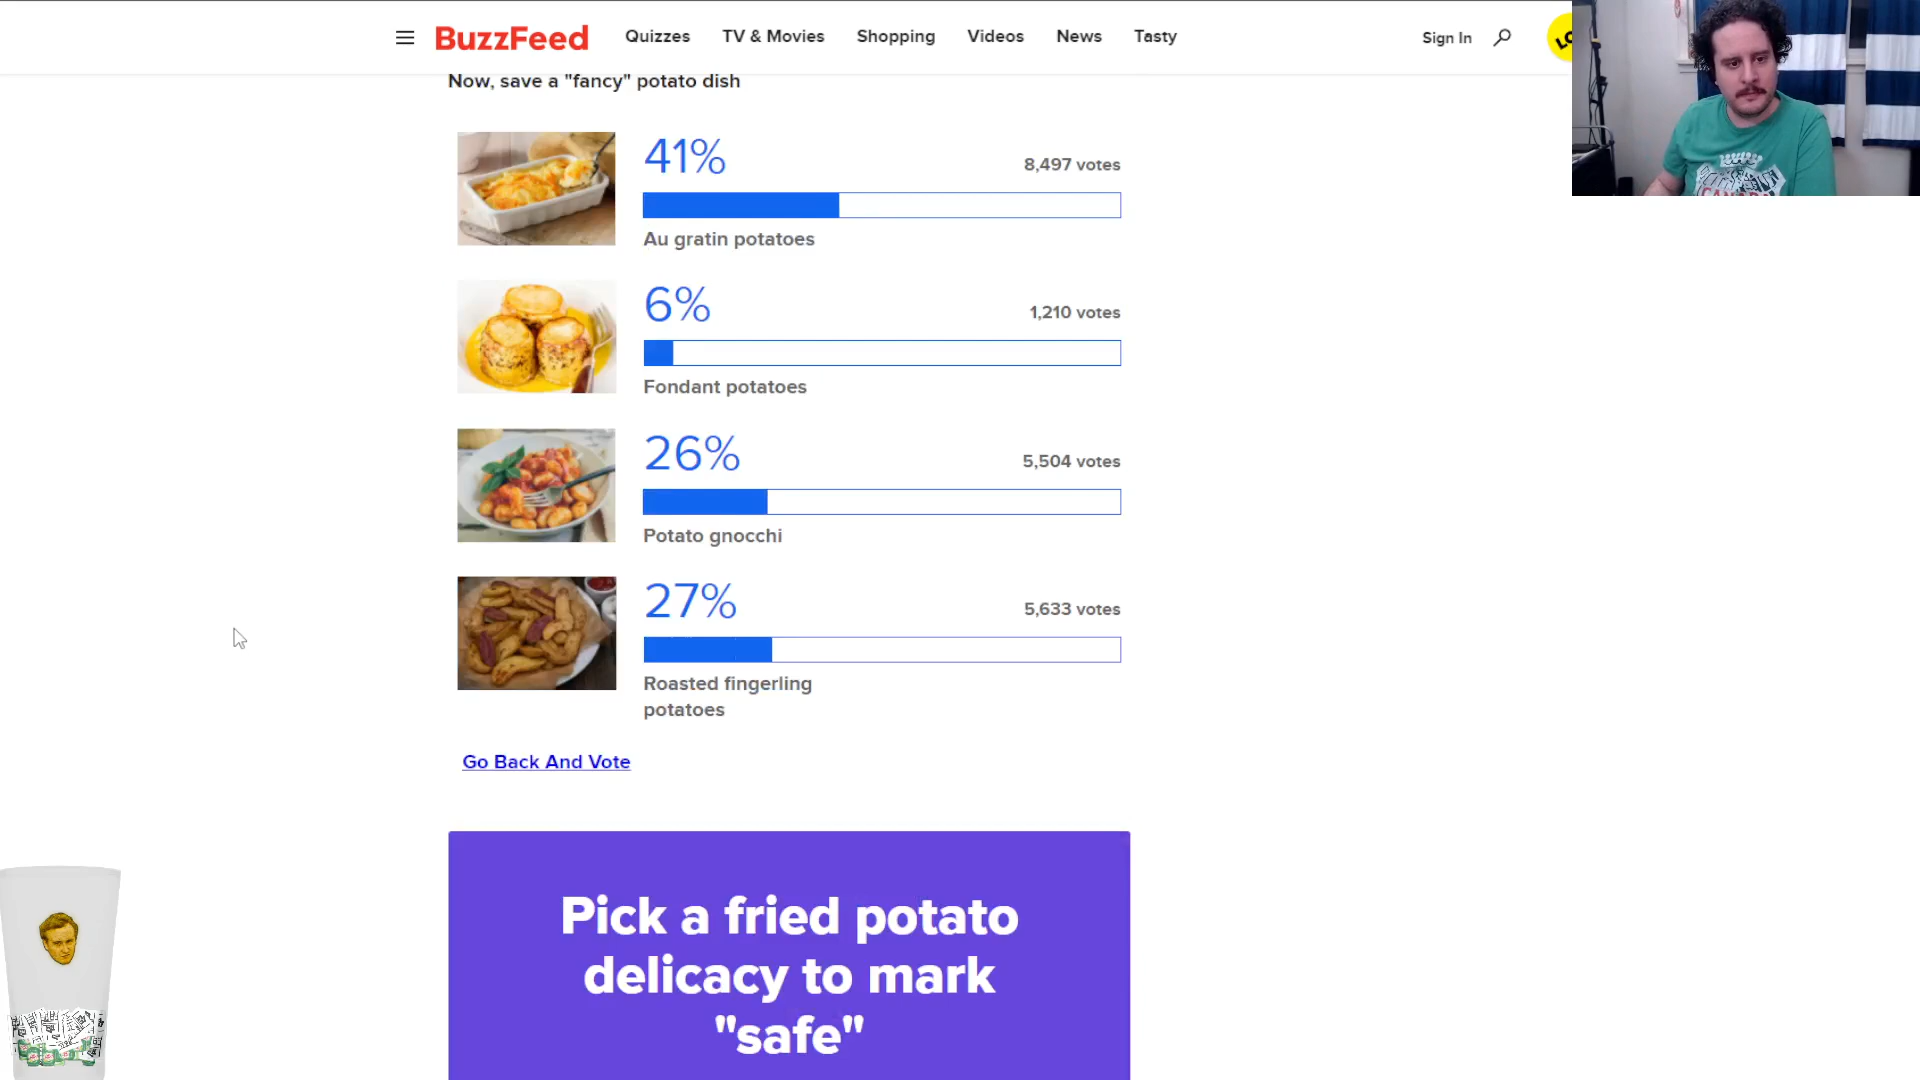 BuzzFeed Quizzes TV & Movies Shopping Videos News Tasty Sign In
Now, save a "fancy" potato dish
41% 8,497 votes
Au gratin potatoes
6% 1,210 votes
Fondant potatoes
26% 5,504 votes
Potato gnocchi
27% 5,633 votes
Roasted fingerling
potatoes
Go Back And Vote
Pick a fried potato
delicacy to mark
"safe"